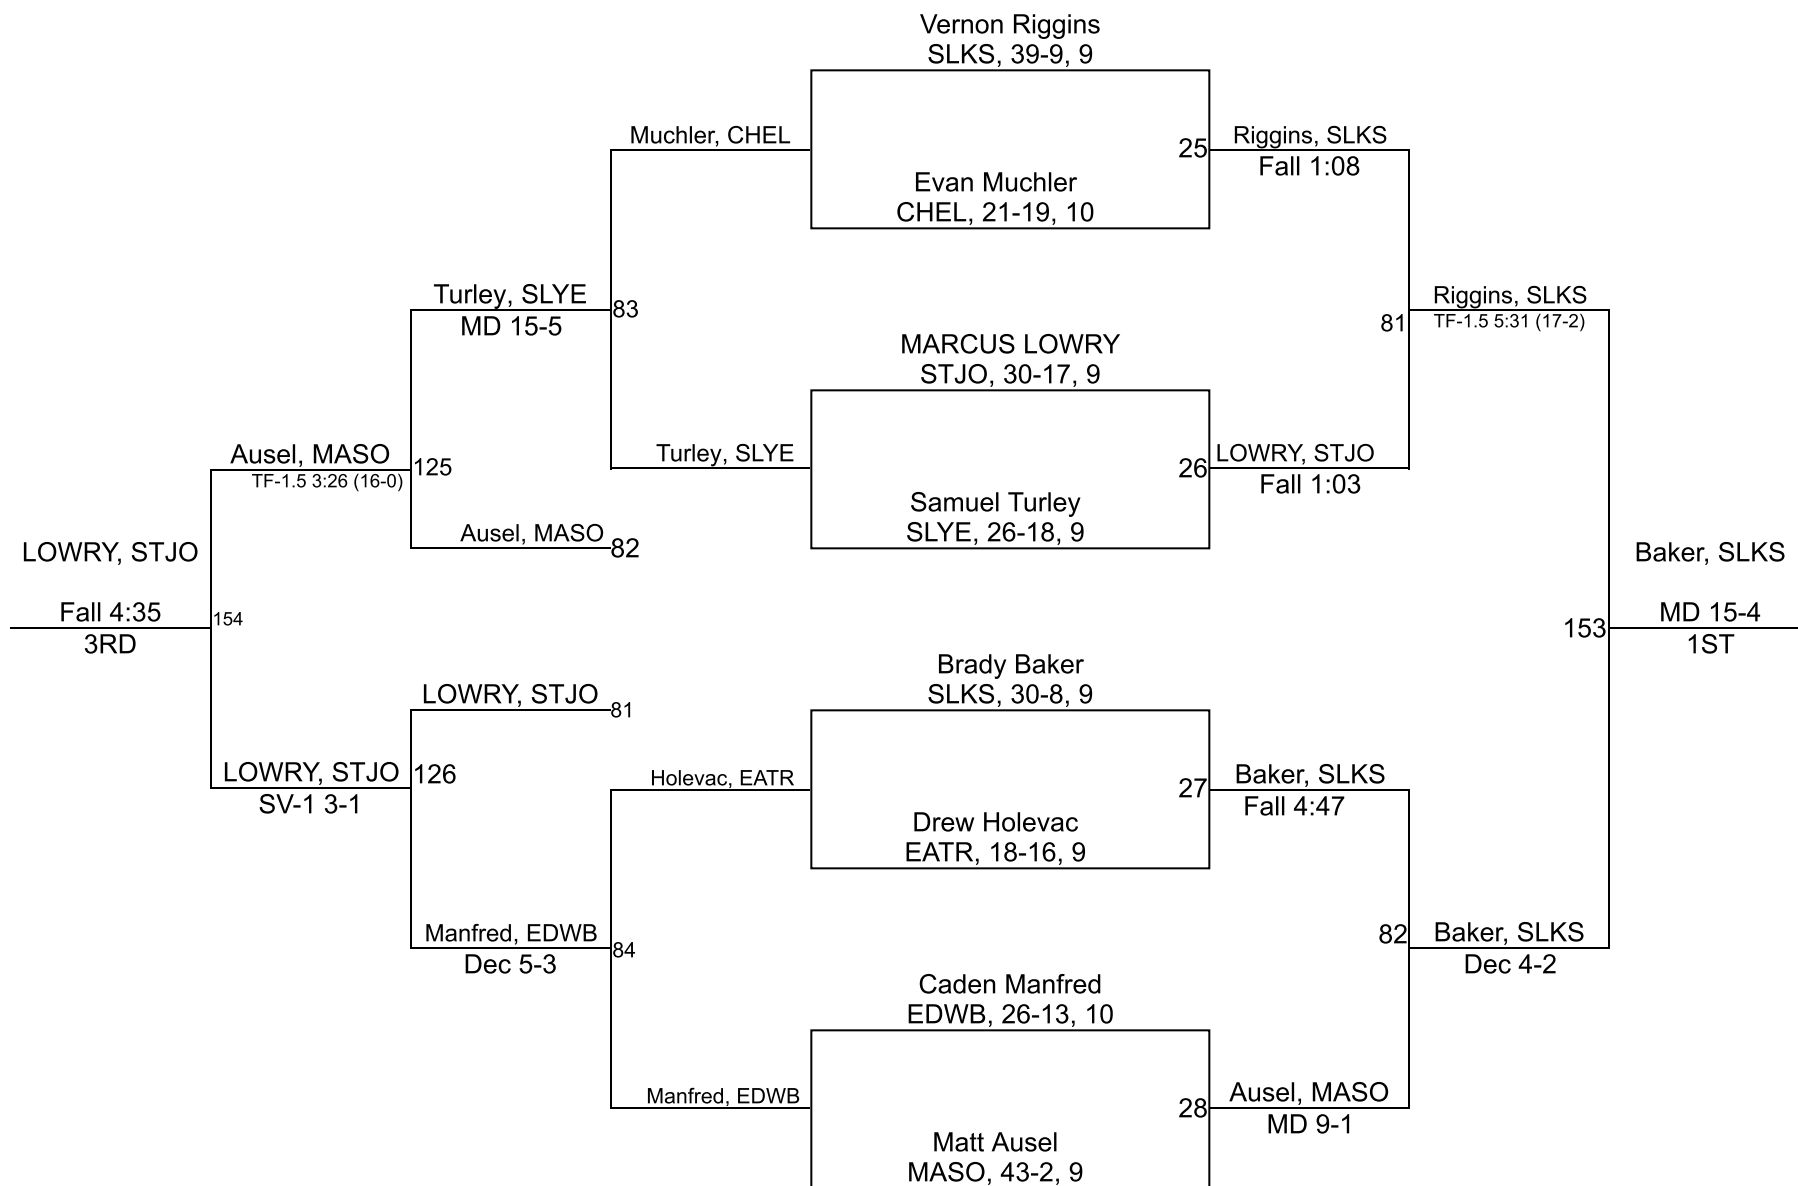 Vernon Riggins
SLKS, 39-9, 9
Muchler, CHEL
25
Riggins, SLKS
Fall 1:08
Evan Muchler
CHEL, 21-19, 10
Turley, SLYE
MD 15-5
83
81
Riggins, SLKS
TF-1.5 5:31 (17-2)
MARCUS LOWRY
STJO, 30-17, 9
Turley, SLYE
26
LOWRY, STJO
Fall 1:03
Ausel, MASO
TF-1.5 3:26 (16-0)
125
Samuel Turley
SLYE, 26-18, 9
Ausel, MASO
82
LOWRY, STJO
Fall 4:35
3RD
154
Baker, SLKS
MD 15-4
1ST
153
Brady Baker
SLKS, 30-8, 9
LOWRY, STJO
81
LOWRY, STJO
SV-1 3-1
126
Holevac, EATR
27
Baker, SLKS
Fall 4:47
Drew Holevac
EATR, 18-16, 9
Manfred, EDWB
Dec 5-3
84
82
Baker, SLKS
Dec 4-2
Caden Manfred
EDWB, 26-13, 10
Manfred, EDWB
28
Ausel, MASO
MD 9-1
Matt Ausel
MASO, 43-2, 9